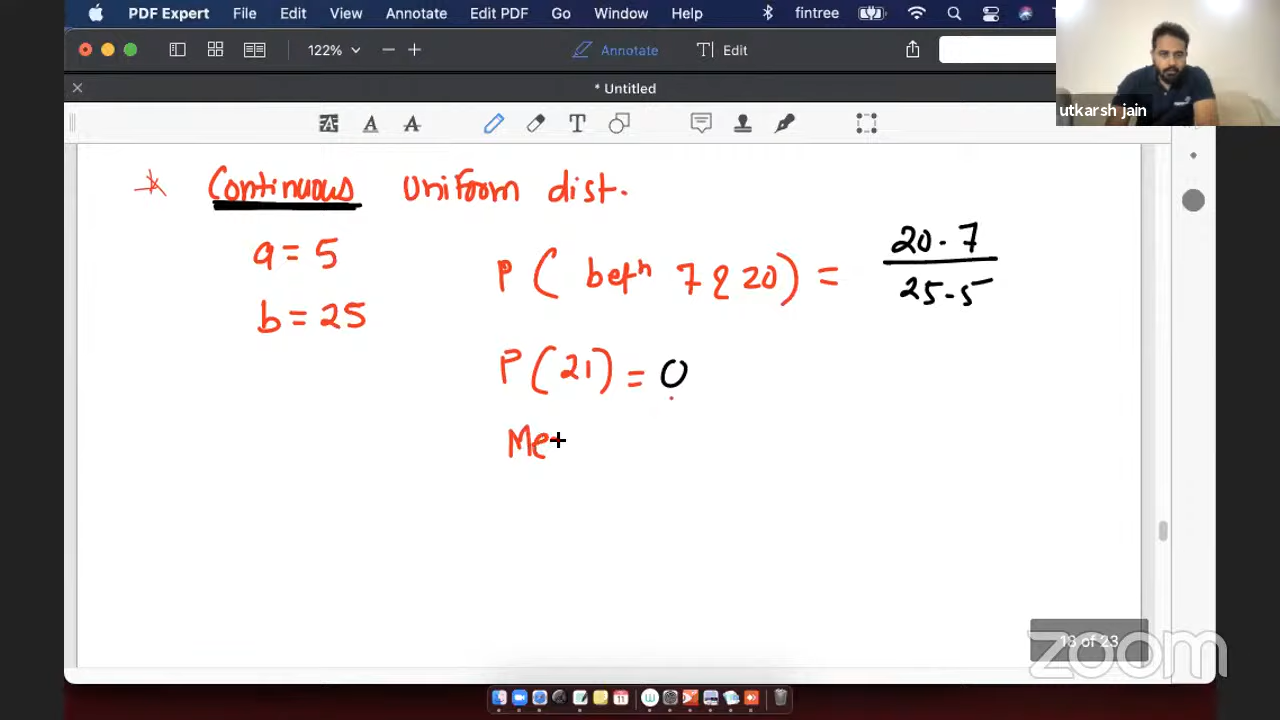 PDF Expert File Edit View Annotate Edit PDF Go Window Help fintree
122% Annotate Edit
* Untitled
utkarsh jain
* Continuous Uniform dist.
a = 5
b = 25
P ( betn 7 & 20) = 20 - 7
25 - 5
P (21) = 0
Me
18 of 23
zoom